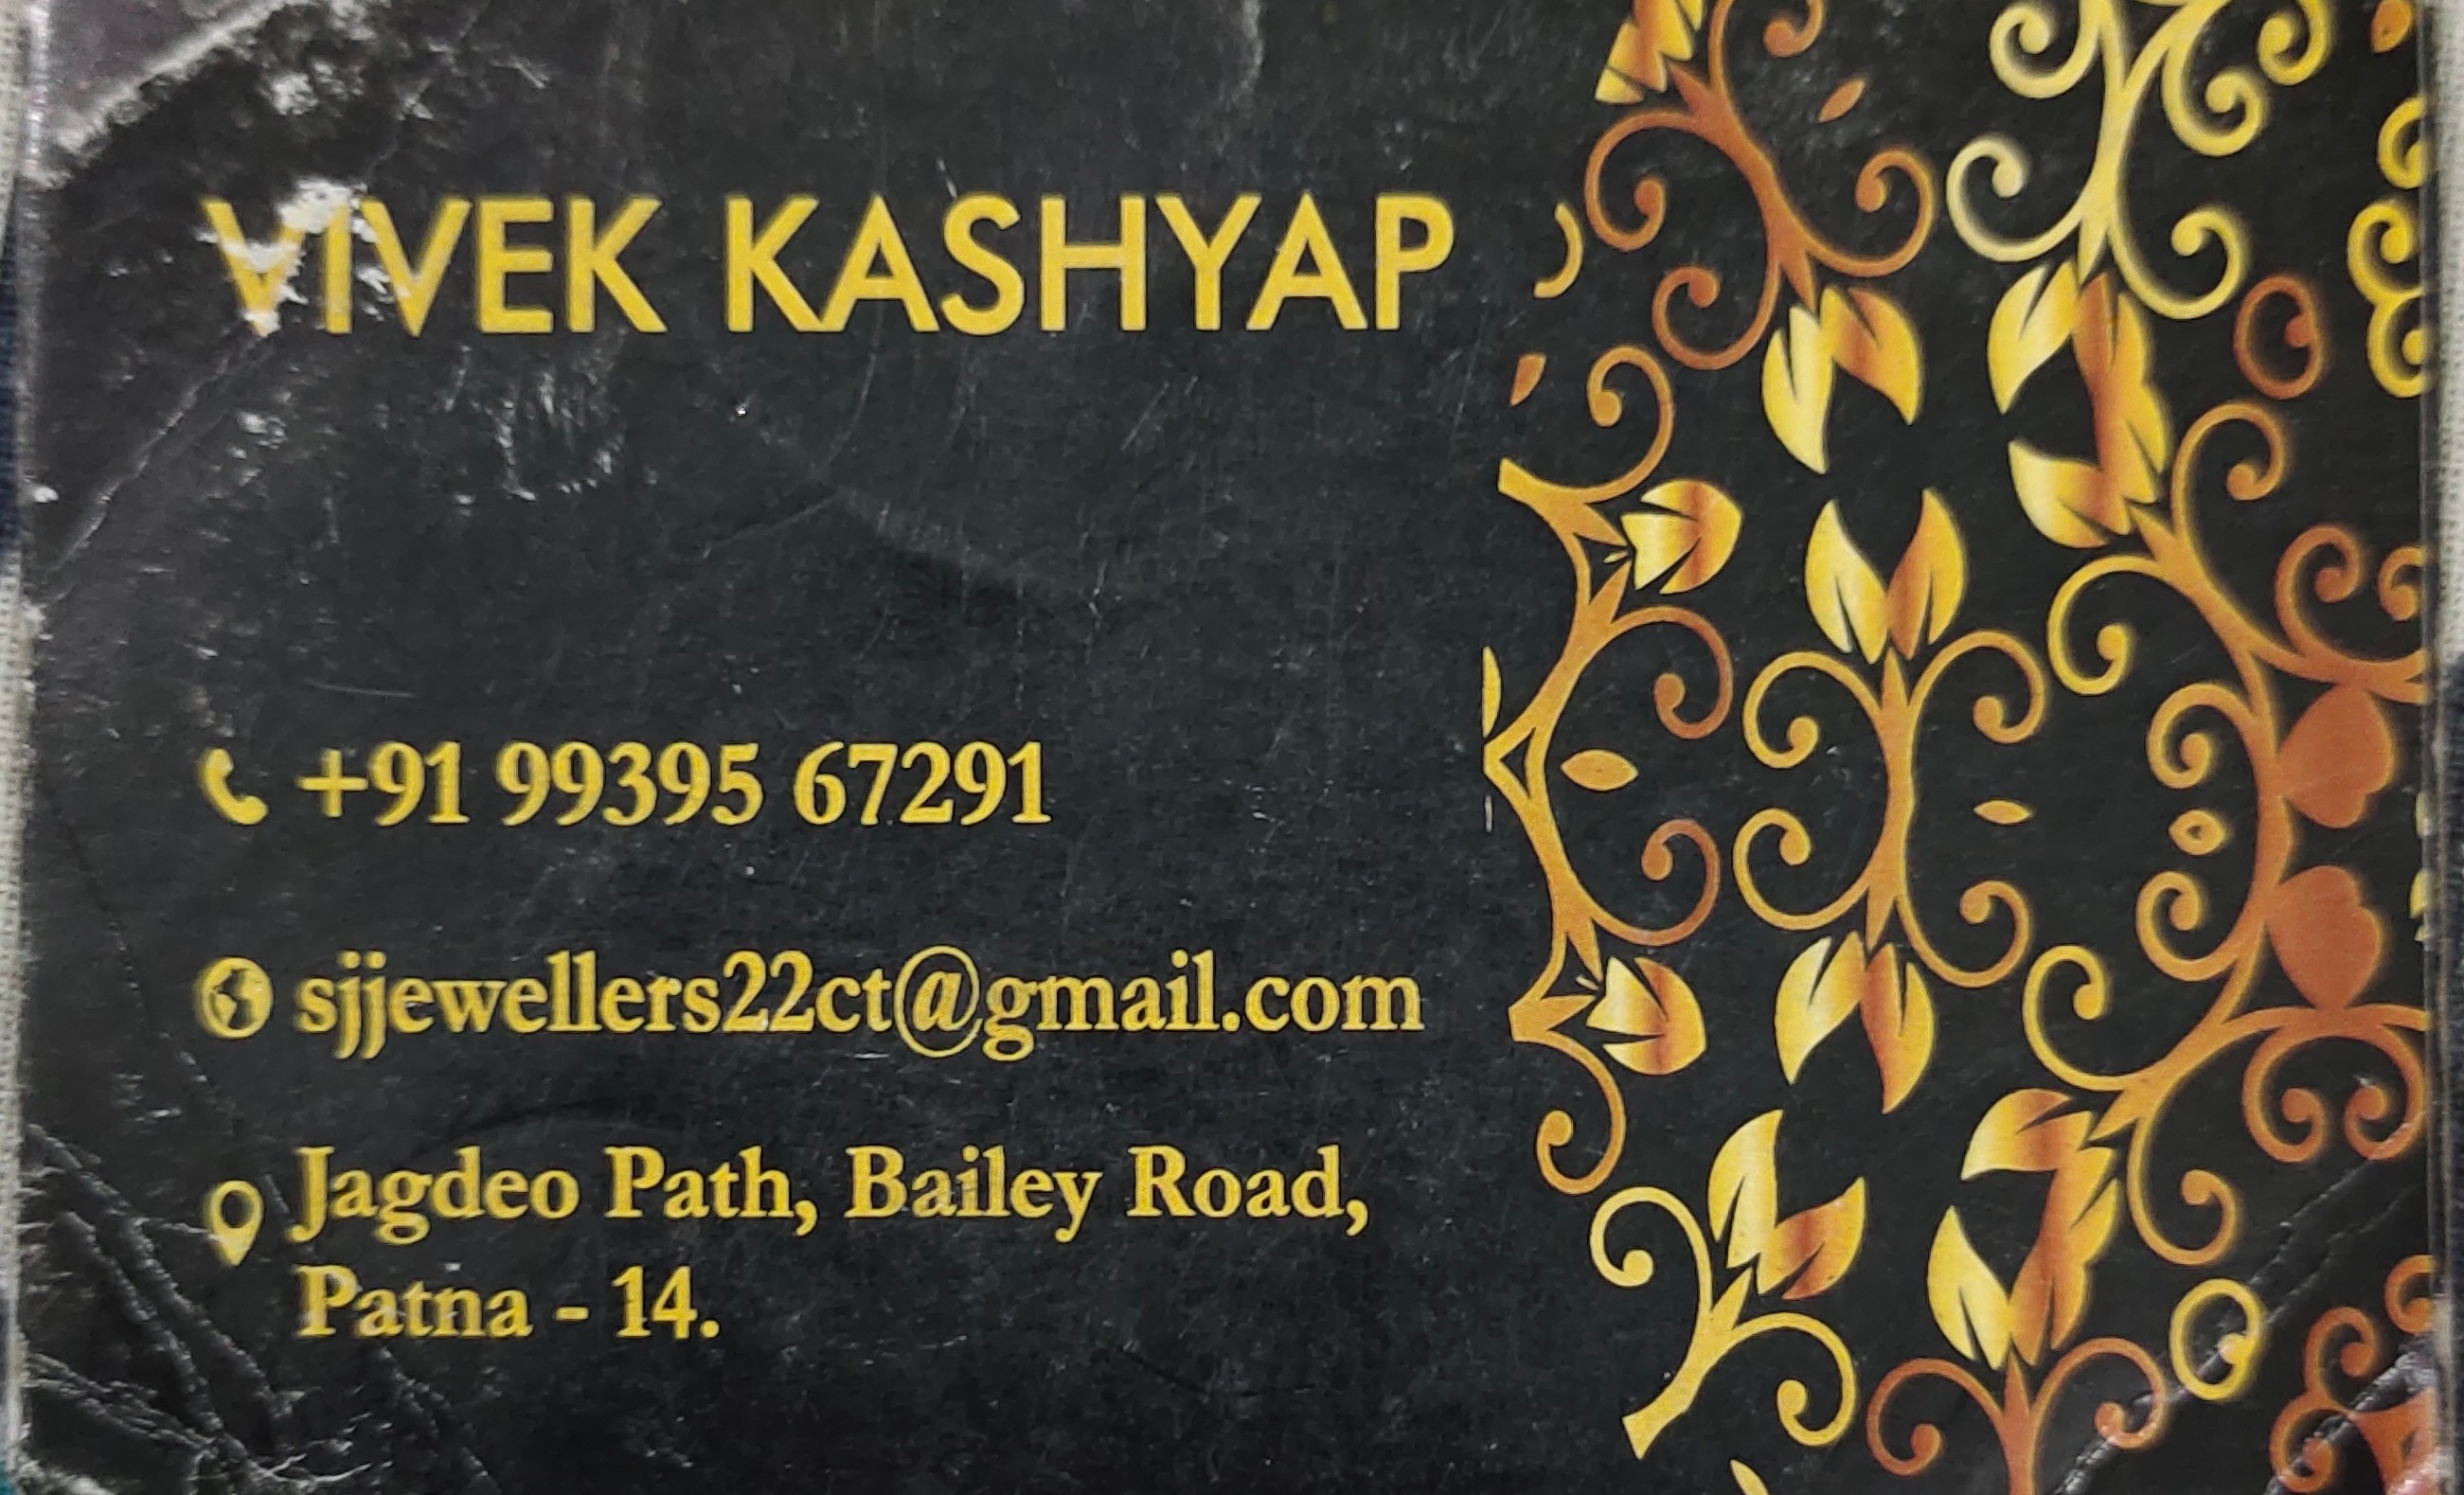 VIVEK KASHYAP
+91 99395 67291
sjjewellers22ct@gmail.com
Jagdeo Path, Bailey Road,
Patna - 14.